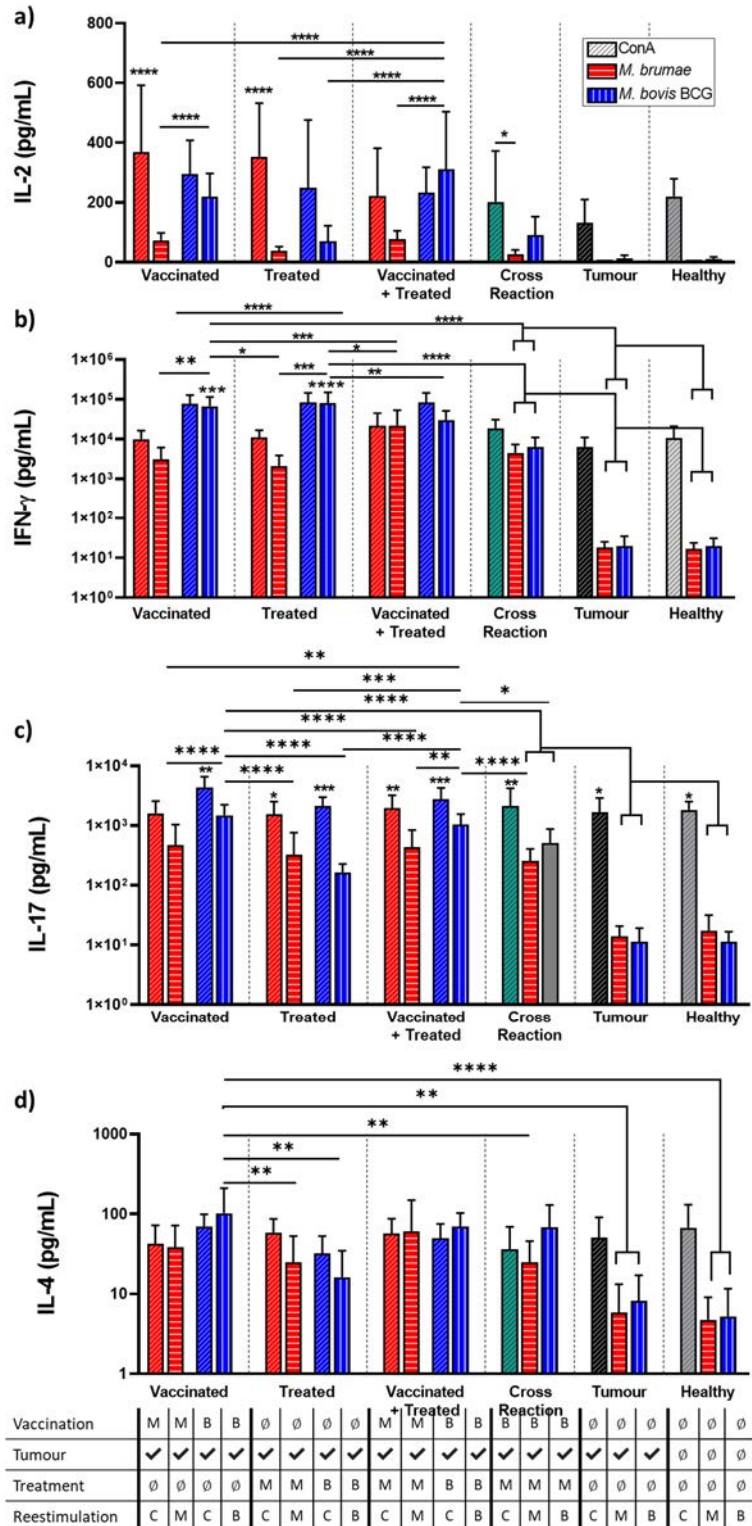 a)
IL-2 (pg/mL)
800
600
400
200
0
ConA
M. brumae
M. bovis BCG
****
****
****
**** **** **** ****
*
Vaccinated Treated Vaccinated + Treated Cross Reaction Tumour Healthy
b)
IFN-γ (pg/mL)
1×10⁶
1×10⁵
1×10⁴
1×10³
1×10²
1×10¹
1×10⁰
****
****
***
* * ****
** *** **
*** ****
Vaccinated Treated Vaccinated + Treated Cross Reaction Tumour Healthy
c)
IL-17 (pg/mL)
1×10⁴
1×10³
1×10²
1×10¹
1×10⁰
**
***
**** *
****
**** **** ****
**** ** ****
** * *** ** *** ** * *
Vaccinated Treated Vaccinated + Treated Cross Reaction Tumour Healthy
d)
IL-4 (pg/mL)
1000
100
10
1
****
**
**
**
**
Vaccinated Treated Vaccinated + Treated Cross Reaction Tumour Healthy
Vaccination M M B B Ø Ø Ø Ø M M B B B B B Ø Ø Ø Ø Ø Ø
Tumour ✓ ✓ ✓ ✓ ✓ ✓ ✓ ✓ ✓ ✓ ✓ ✓ ✓ ✓ ✓ ✓ ✓ ✓ Ø Ø Ø
Treatment Ø Ø Ø Ø M M B B M M B B M M M Ø Ø Ø Ø Ø Ø
Reestimulation C M C B C M C B C M C B C M B C M B C M B